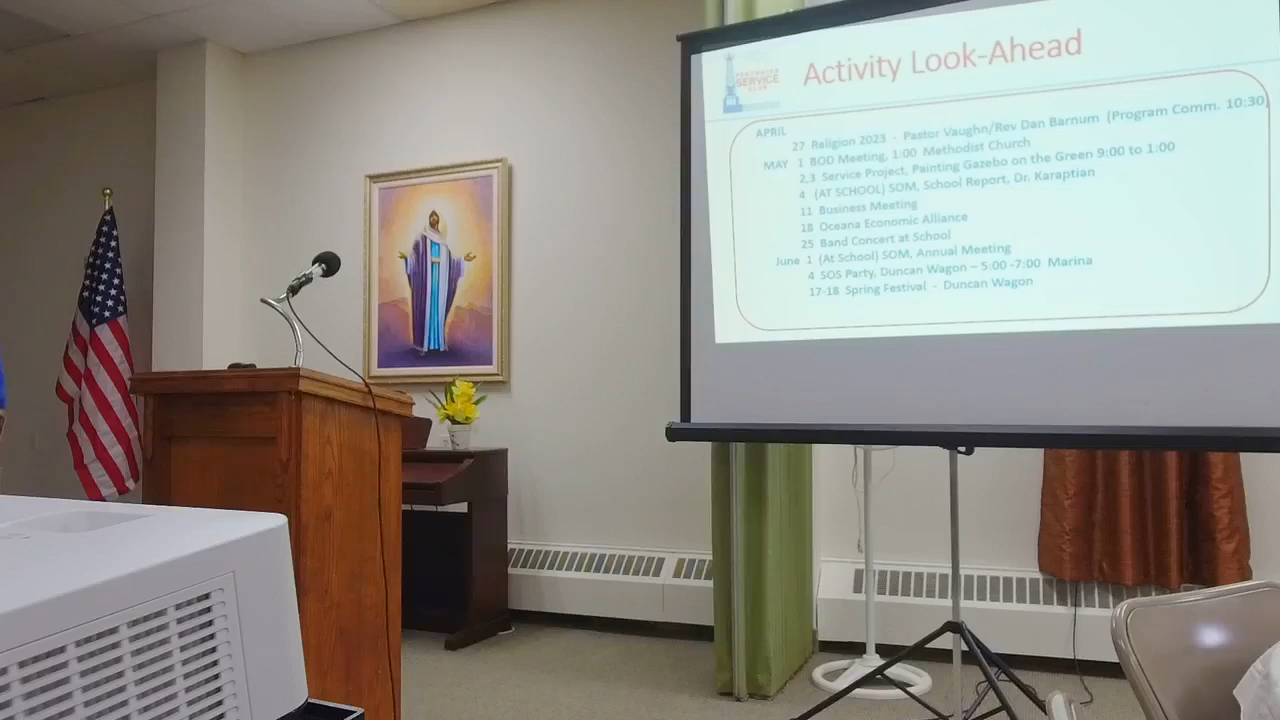 PENTWATER
SERVICE
CLUB
Activity Look-Ahead
APRIL
27 Religion 2023 - Pastor Vaughn/Rev Dan Barnum (Program Comm. 10:30)
MAY 1 BOD Meeting, 1:00 Methodist Church
2,3 Service Project, Painting Gazebo on the Green 9:00 to 1:00
4 (AT SCHOOL) SOM, School Report, Dr. Karaptian
11 Business Meeting
18 Oceana Economic Alliance
25 Band Concert at School
June 1 (At School) SOM, Annual Meeting
4 SOS Party, Duncan Wagon – 5:00 -7:00 Marina
17-18 Spring Festival - Duncan Wagon